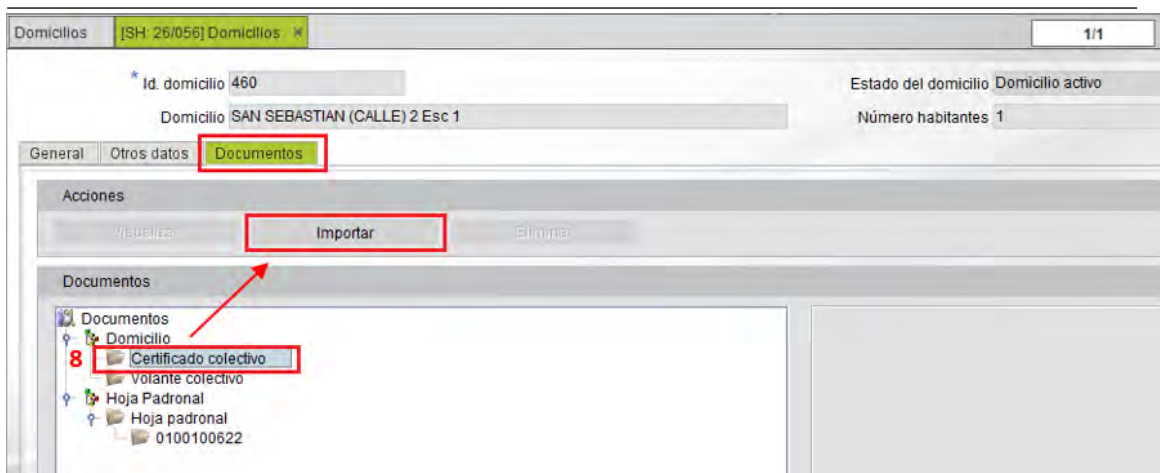 Domicilios [SH: 26/056] Domicilios × 1/1
* Id. domicilio 460 Estado del domicilio Domicilio activo
Domicilio SAN SEBASTIAN (CALLE) 2 Esc 1 Número habitantes 1
General Otros datos Documentos
Acciones
Visualizar Importar Eliminar
Documentos
Documentos
Domicilio
8 Certificado colectivo
Volante colectivo
Hoja Padronal
Hoja padronal
0100100622